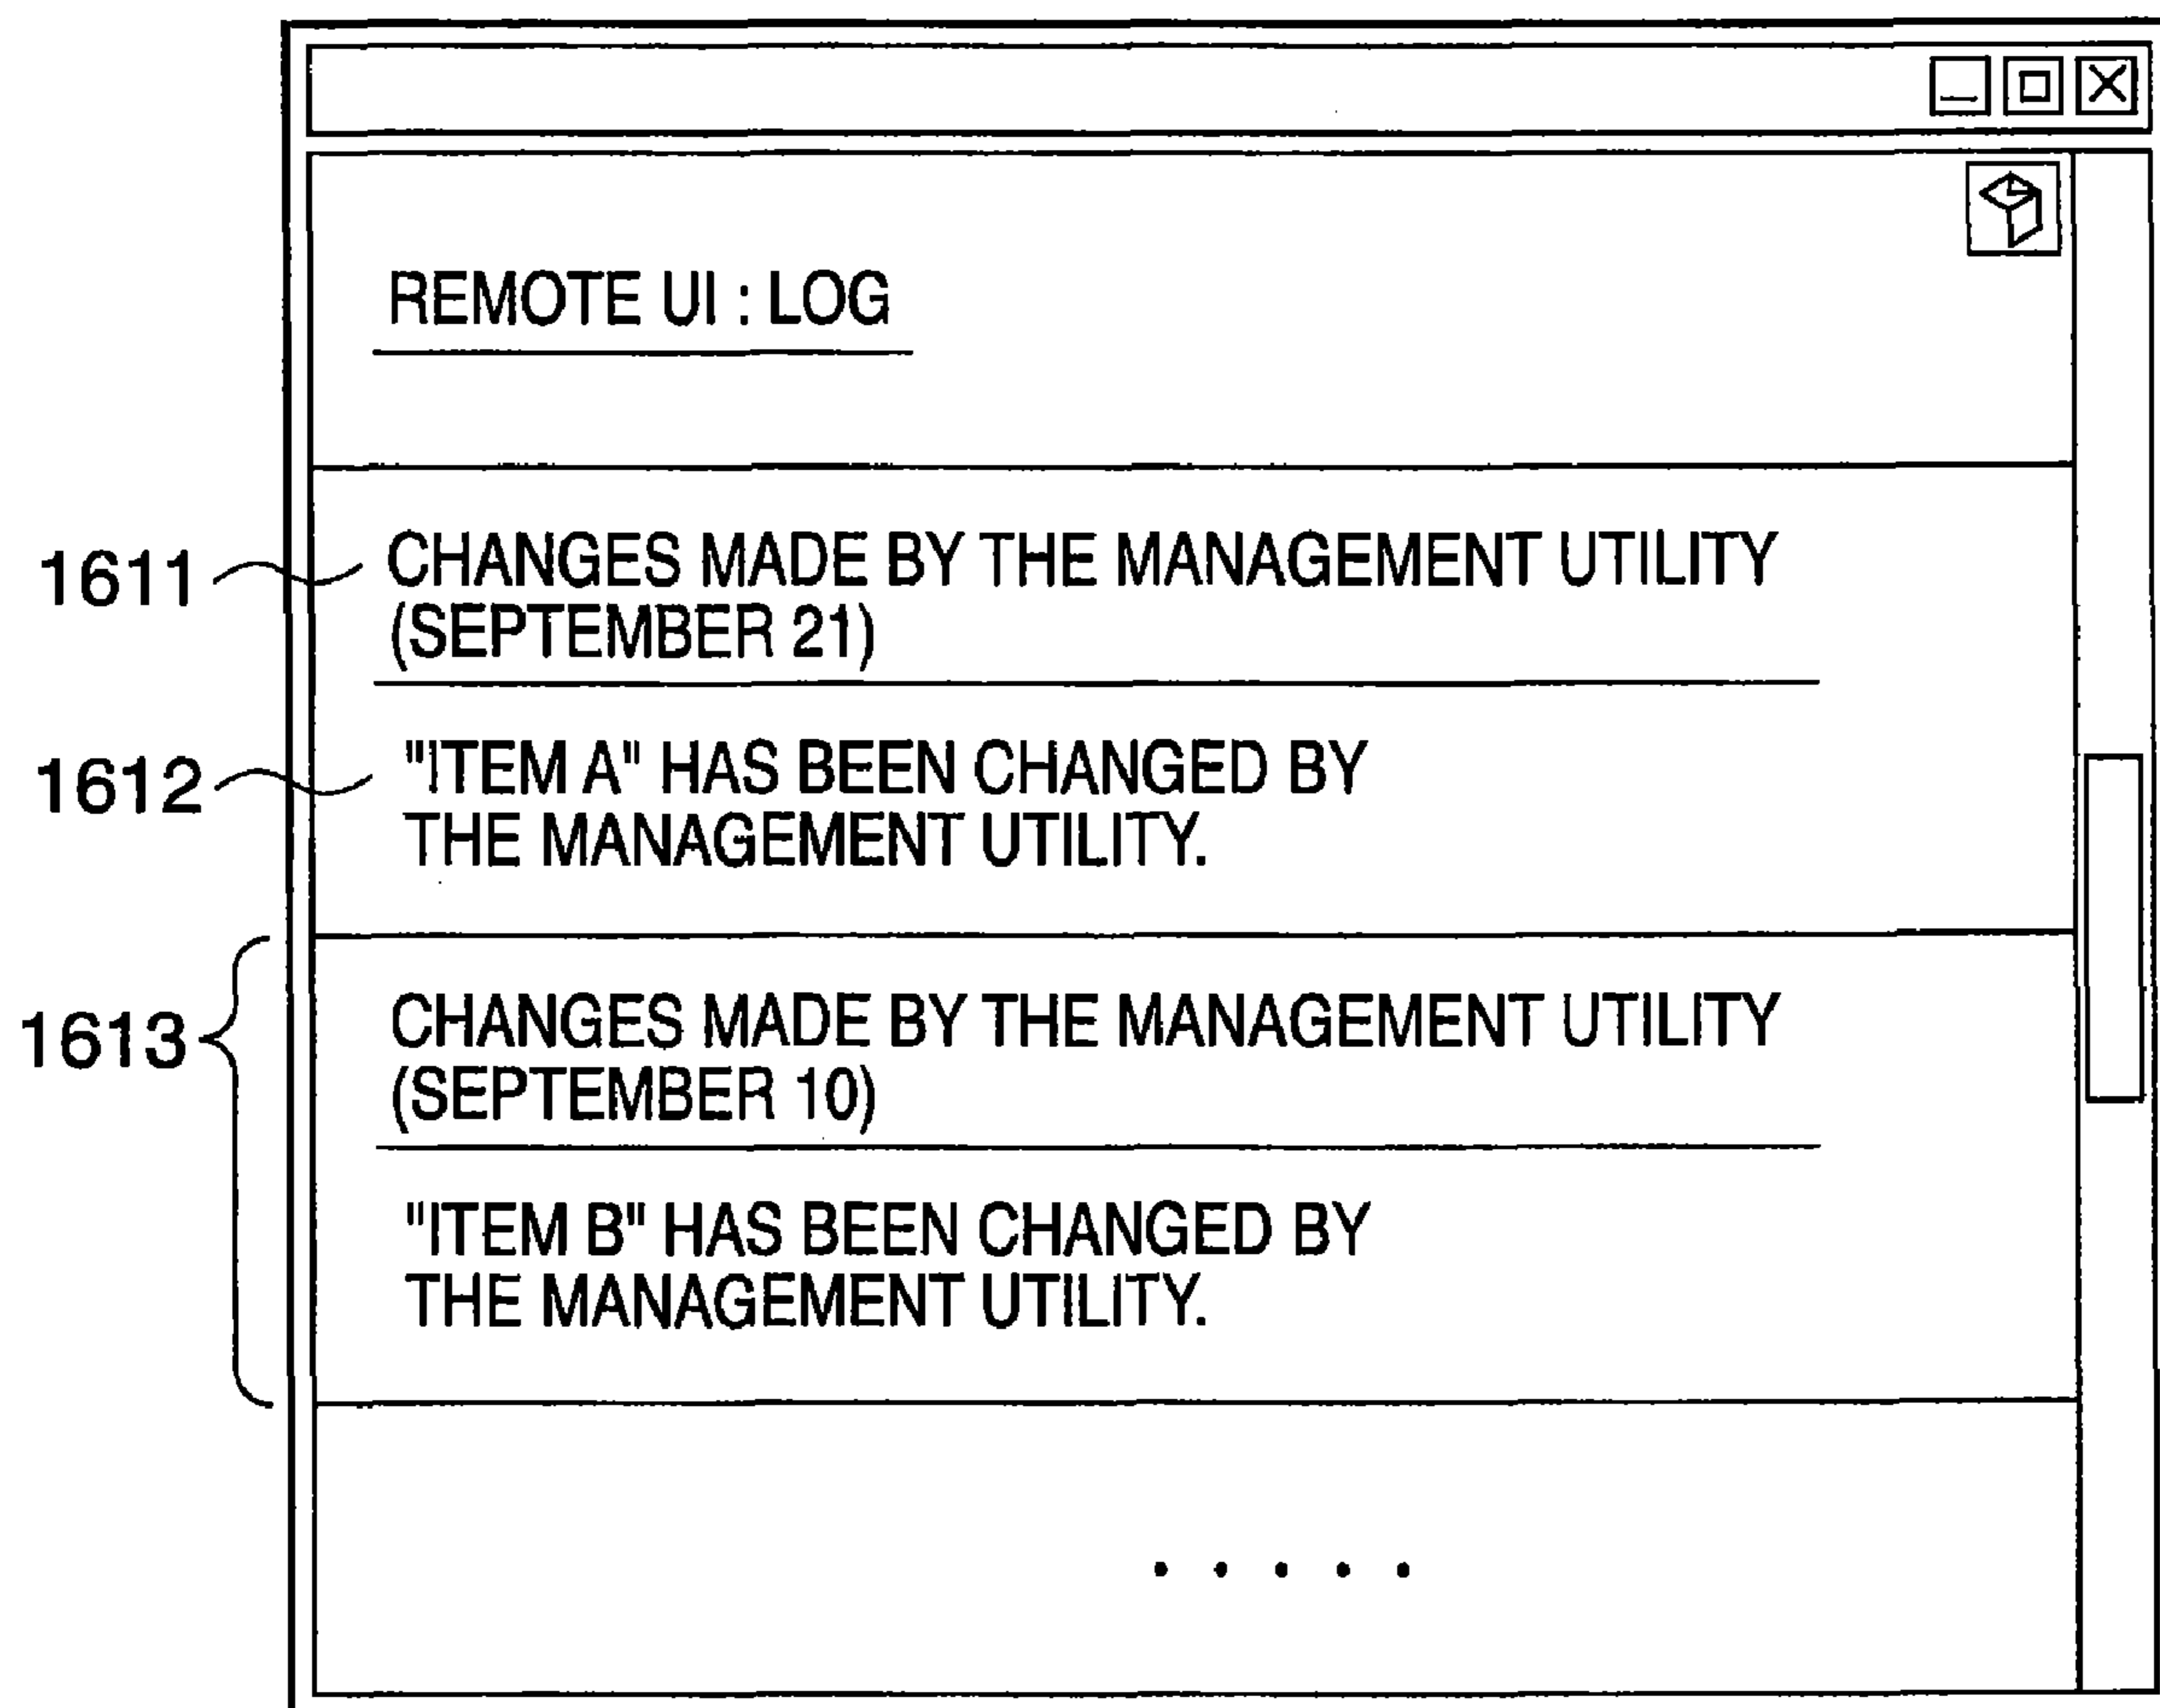 REMOTE UI : LOG
1611
CHANGES MADE BY THE MANAGEMENT UTILITY
(SEPTEMBER 21)
1612
"ITEM A" HAS BEEN CHANGED BY
THE MANAGEMENT UTILITY.
1613
CHANGES MADE BY THE MANAGEMENT UTILITY
(SEPTEMBER 10)
"ITEM B" HAS BEEN CHANGED BY
THE MANAGEMENT UTILITY.
. . . . .